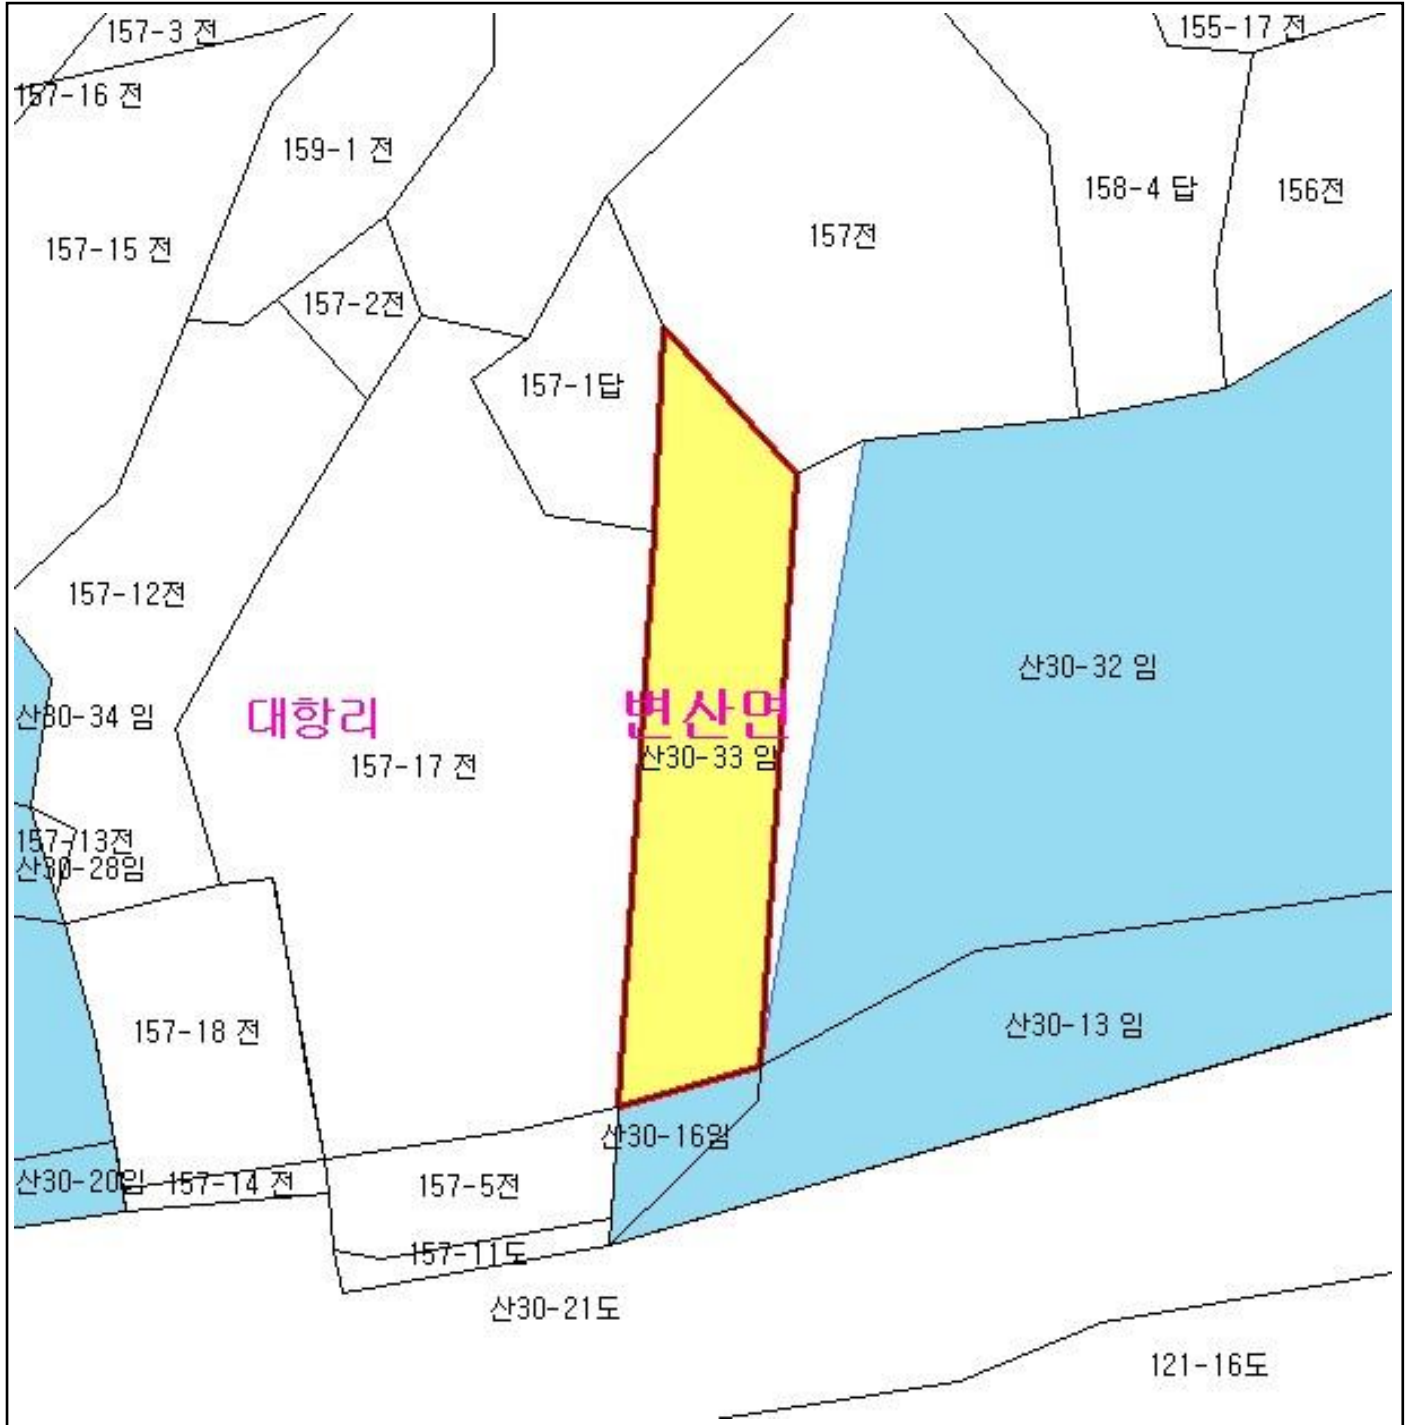 157-3 전
155-17 전
157-16 전
159-1 전
158-4 답
156전
157-15 전
157전
157-2전
157-1답
157-12전
산30-32 임
산30-34 임
대항리
변산면
산30-33 임
157-17 전
157-13전
산30-28임
157-18 전
산30-13 임
산30-16임
산30-20임
157-14 전
157-5전
157-11도
산30-21도
121-16도